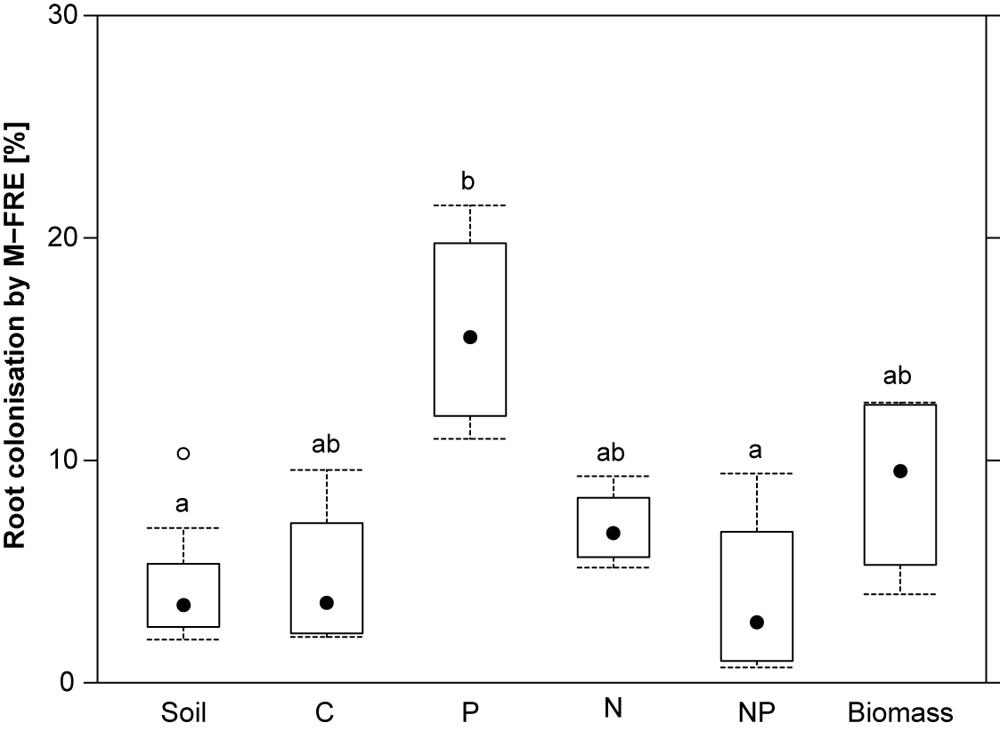 Root colonisation by M−FRE [%]
30
20
10
0
b
ab
a
ab
ab
a
Soil C P N NP Biomass